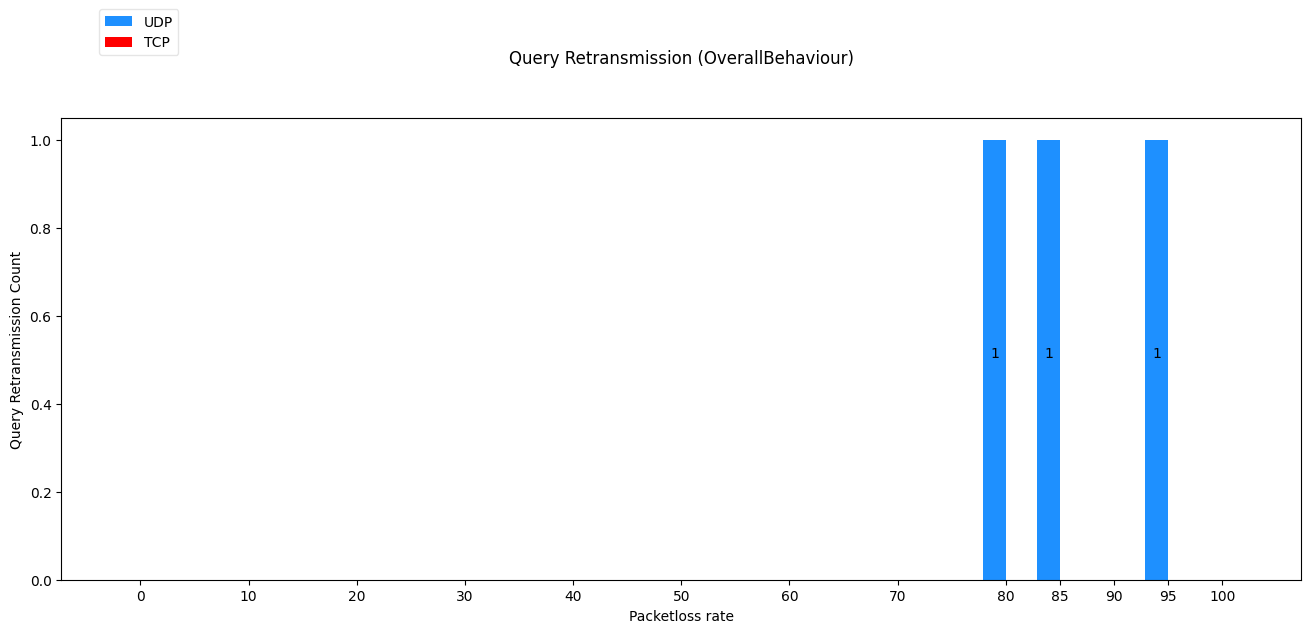 UDP
TCP
Query Retransmission (OverallBehaviour)
Query Retransmission Count
1.0
0.8
0.6
0.4
0.2
0.0
1 1 1
0 10 20 30 40 50 60 70 80 85 90 95 100
Packetloss rate